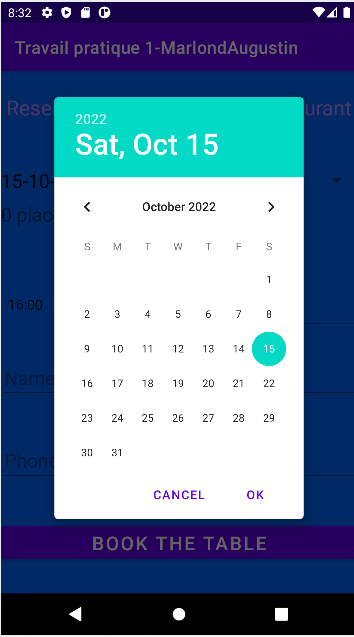 8:32
Travail pratique 1-MarlondAugustin
Rese urant
2022
Sat, Oct 15
15-10-
0 plac
October 2022
S M T W T F S
1
2 3 4 5 6 7 8
16:00
9 10 11 12 13 14 15
Name
16 17 18 19 20 21 22
23 24 25 26 27 28 29
Phone
30 31
CANCEL OK
BOOK THE TABLE